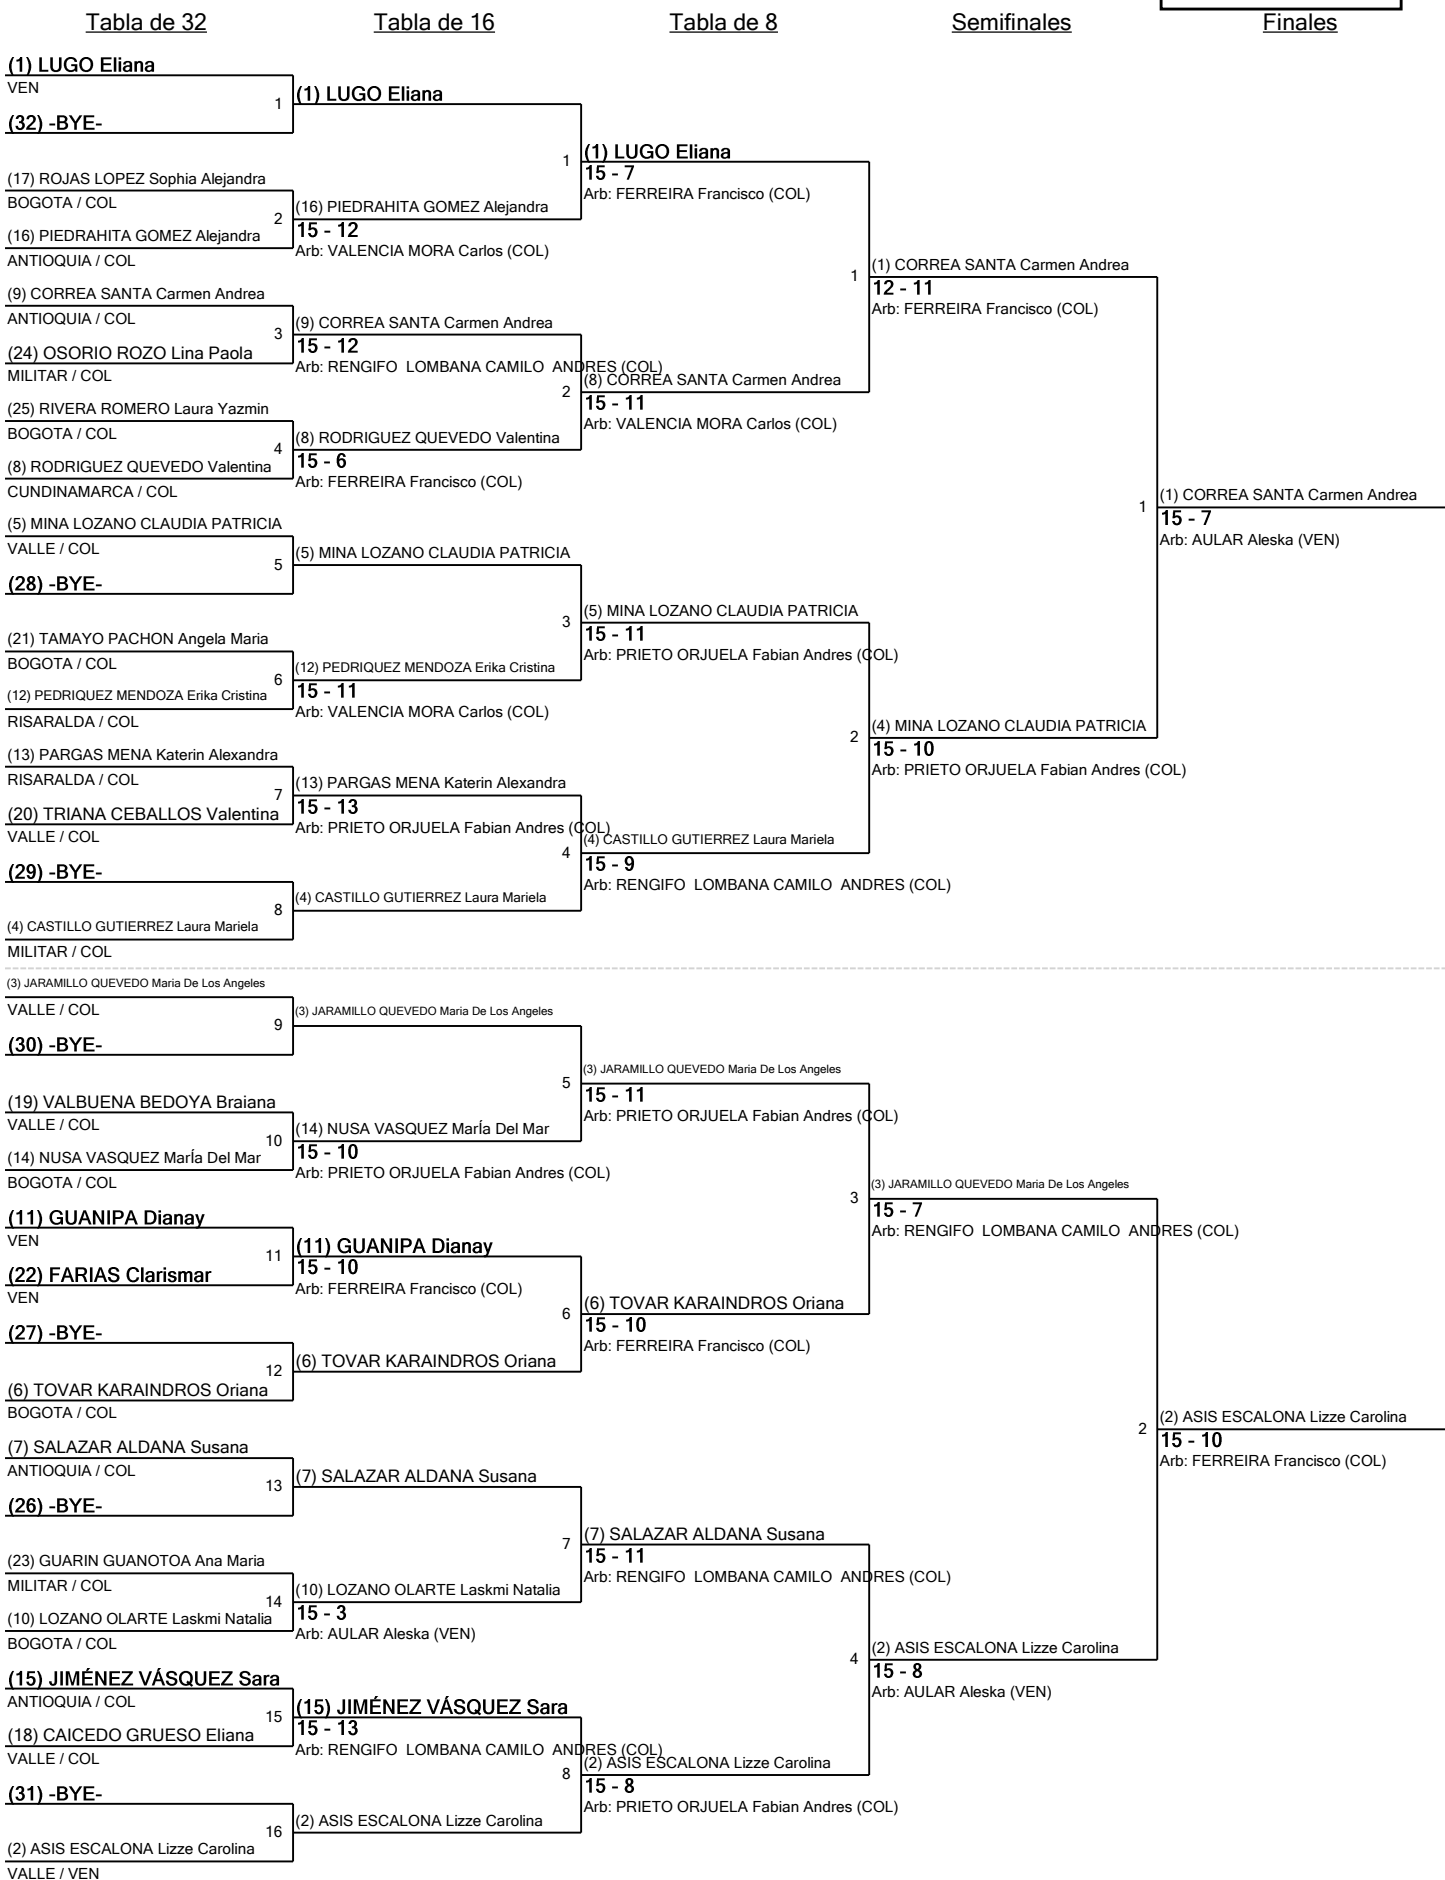 Tabla de 32
Tabla de 16
Tabla de 8
Semifinales
Finales
(1) LUGO Eliana
VEN
1
(32) -BYE-
(17) ROJAS LOPEZ Sophia Alejandra
BOGOTA / COL
2
(16) PIEDRAHITA GOMEZ Alejandra
ANTIOQUIA / COL
(9) CORREA SANTA Carmen Andrea
ANTIOQUIA / COL
3
(24) OSORIO ROZO Lina Paola
MILITAR / COL
(25) RIVERA ROMERO Laura Yazmin
BOGOTA / COL
4
(8) RODRIGUEZ QUEVEDO Valentina
CUNDINAMARCA / COL
(5) MINA LOZANO CLAUDIA PATRICIA
VALLE / COL
5
(28) -BYE-
(21) TAMAYO PACHON Angela Maria
BOGOTA / COL
6
(12) PEDRIQUEZ MENDOZA Erika Cristina
RISARALDA / COL
(13) PARGAS MENA Katerin Alexandra
RISARALDA / COL
7
(20) TRIANA CEBALLOS Valentina
VALLE / COL
(29) -BYE-
8
(4) CASTILLO GUTIERREZ Laura Mariela
MILITAR / COL
(3) JARAMILLO QUEVEDO Maria De Los Angeles
VALLE / COL
9
(30) -BYE-
(19) VALBUENA BEDOYA Braiana
VALLE / COL
10
(14) NUSA VASQUEZ MarÍa Del Mar
BOGOTA / COL
(11) GUANIPA Dianay
VEN
11
(22) FARIAS Clarismar
VEN
(27) -BYE-
12
(6) TOVAR KARAINDROS Oriana
BOGOTA / COL
(7) SALAZAR ALDANA Susana
ANTIOQUIA / COL
13
(26) -BYE-
(23) GUARIN GUANOTOA Ana Maria
MILITAR / COL
14
(10) LOZANO OLARTE Laskmi Natalia
BOGOTA / COL
(15) JIMÉNEZ VÁSQUEZ Sara
ANTIOQUIA / COL
15
(18) CAICEDO GRUESO Eliana
VALLE / COL
(31) -BYE-
16
(2) ASIS ESCALONA Lizze Carolina
VALLE / VEN
(1) LUGO Eliana
1
(16) PIEDRAHITA GOMEZ Alejandra
15 - 12
Arb: VALENCIA MORA Carlos (COL)
(9) CORREA SANTA Carmen Andrea
15 - 12
Arb: RENGIFO LOMBANA CAMILO ANDRES (COL)
2
(8) RODRIGUEZ QUEVEDO Valentina
15 - 6
Arb: FERREIRA Francisco (COL)
(5) MINA LOZANO CLAUDIA PATRICIA
3
(12) PEDRIQUEZ MENDOZA Erika Cristina
15 - 11
Arb: VALENCIA MORA Carlos (COL)
(13) PARGAS MENA Katerin Alexandra
15 - 13
Arb: PRIETO ORJUELA Fabian Andres (COL)
4
(4) CASTILLO GUTIERREZ Laura Mariela
(3) JARAMILLO QUEVEDO Maria De Los Angeles
5
(14) NUSA VASQUEZ MarÍa Del Mar
15 - 10
Arb: PRIETO ORJUELA Fabian Andres (COL)
(11) GUANIPA Dianay
15 - 10
Arb: FERREIRA Francisco (COL)
6
(6) TOVAR KARAINDROS Oriana
(7) SALAZAR ALDANA Susana
7
(10) LOZANO OLARTE Laskmi Natalia
15 - 3
Arb: AULAR Aleska (VEN)
(15) JIMÉNEZ VÁSQUEZ Sara
15 - 13
Arb: RENGIFO LOMBANA CAMILO ANDRES (COL)
8
(2) ASIS ESCALONA Lizze Carolina
(1) LUGO Eliana
15 - 7
Arb: FERREIRA Francisco (COL)
1
(8) CORREA SANTA Carmen Andrea
15 - 11
Arb: VALENCIA MORA Carlos (COL)
(5) MINA LOZANO CLAUDIA PATRICIA
15 - 11
Arb: PRIETO ORJUELA Fabian Andres (COL)
2
(4) CASTILLO GUTIERREZ Laura Mariela
15 - 9
Arb: RENGIFO LOMBANA CAMILO ANDRES (COL)
(3) JARAMILLO QUEVEDO Maria De Los Angeles
15 - 11
Arb: PRIETO ORJUELA Fabian Andres (COL)
3
(6) TOVAR KARAINDROS Oriana
15 - 10
Arb: FERREIRA Francisco (COL)
(7) SALAZAR ALDANA Susana
15 - 11
Arb: RENGIFO LOMBANA CAMILO ANDRES (COL)
4
(2) ASIS ESCALONA Lizze Carolina
15 - 8
Arb: PRIETO ORJUELA Fabian Andres (COL)
(1) CORREA SANTA Carmen Andrea
12 - 11
Arb: FERREIRA Francisco (COL)
1
(4) MINA LOZANO CLAUDIA PATRICIA
15 - 10
Arb: PRIETO ORJUELA Fabian Andres (COL)
(3) JARAMILLO QUEVEDO Maria De Los Angeles
15 - 7
Arb: RENGIFO LOMBANA CAMILO ANDRES (COL)
2
(2) ASIS ESCALONA Lizze Carolina
15 - 8
Arb: AULAR Aleska (VEN)
(1) CORREA SANTA Carmen Andrea
15 - 7
Arb: AULAR Aleska (VEN)
(2) ASIS ESCALONA Lizze Carolina
15 - 10
Arb: FERREIRA Francisco (COL)